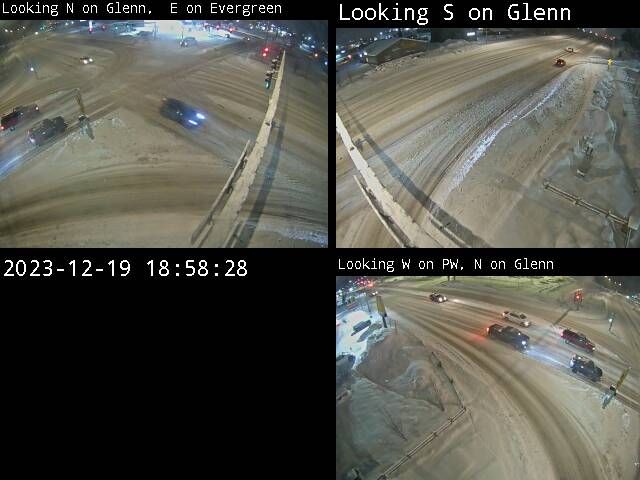 Looking N on Glenn,  E on Evergreen
Looking S on Glenn
2023-12-19 18:58:28
Looking W on PW, N on Glenn